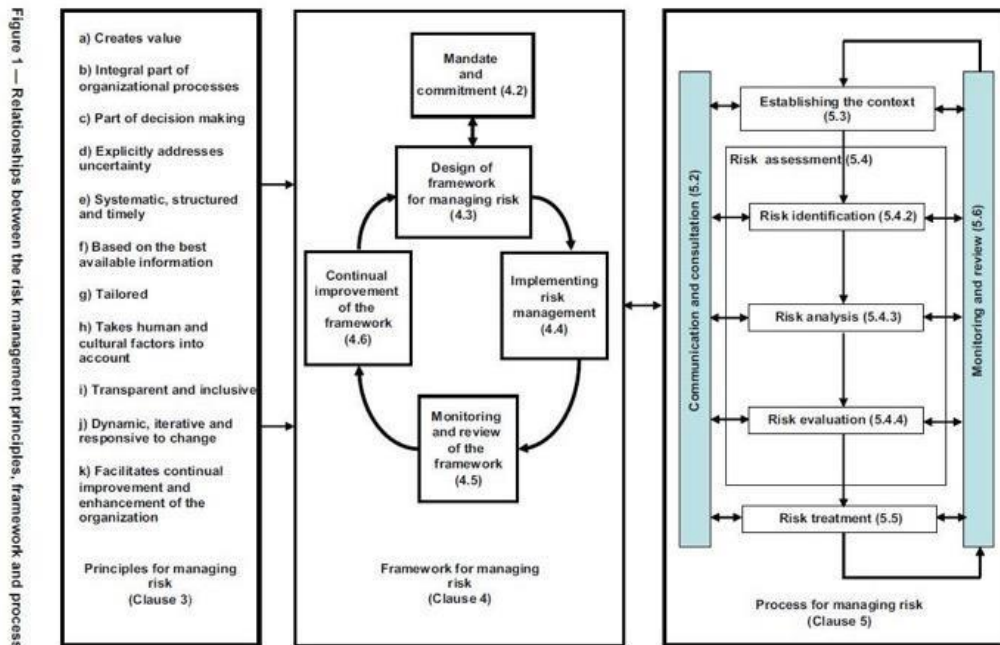 Figure 1 — Relationships between the risk management principles, framework and process
a) Creates value
b) Integral part of
organizational processes
c) Part of decision making
d) Explicitly addresses
uncertainty
e) Systematic, structured
and timely
f) Based on the best
available information
g) Tailored
h) Takes human and
cultural factors into
account
i) Transparent and inclusive
j) Dynamic, iterative and
responsive to change
k) Facilitates continual
improvement and
enhancement of the
organization
Principles for managing
risk
(Clause 3)
Mandate
and
commitment (4.2)
Design of
framework
for managing risk
(4.3)
Continual
improvement
of the
framework
(4.6)
Implementing
risk
management
(4.4)
Monitoring
and review
of the
framework
(4.5)
Framework for managing
risk
(Clause 4)
Communication and consultation (5.2)
Establishing the context
(5.3)
Risk assessment (5.4)
Risk identification (5.4.2)
Risk analysis (5.4.3)
Risk evaluation (5.4.4)
Risk treatment (5.5)
Monitoring and review (5.6)
Process for managing risk
(Clause 5)